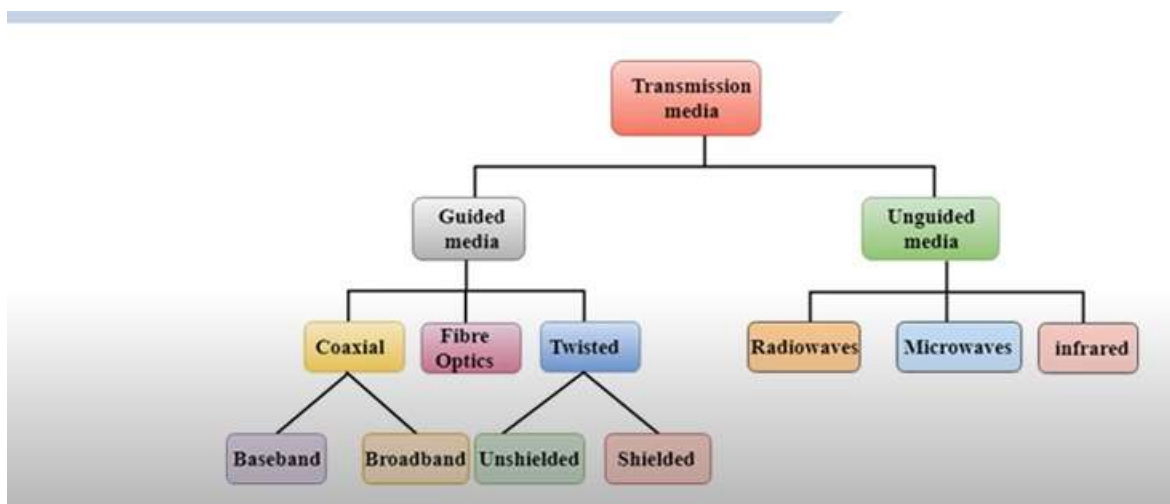 Transmission
media
Guided
media
Unguided
media
Coaxial
Fibre
Optics
Twisted
Radiowaves
Microwaves
infrared
Baseband
Broadband
Unshielded
Shielded